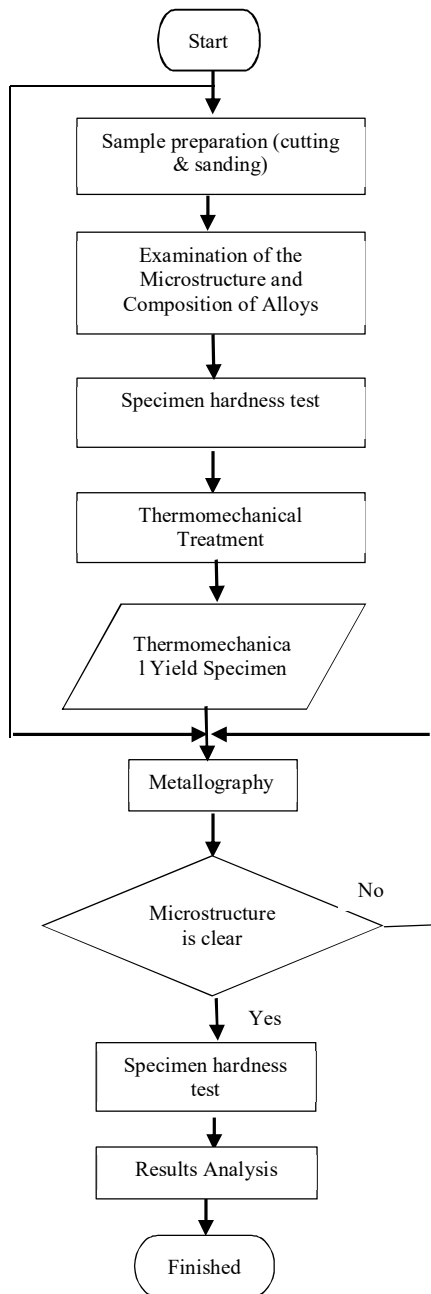 Start
Sample preparation (cutting
& sanding)
Examination of the
Microstructure and
Composition of Alloys
Specimen hardness test
Thermomechanical
Treatment
Thermomechanica
l Yield Specimen
Metallography
No
Microstructure
is clear
Yes
Specimen hardness
test
Results Analysis
Finished